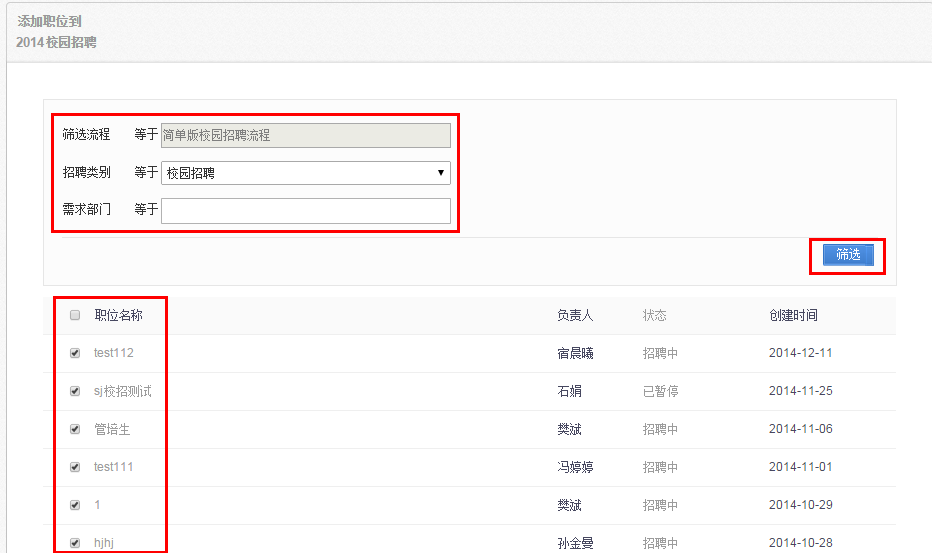 添加职位到
2014校园招聘
筛选流程 等于 简单版校园招聘流程
招聘类别 等于 校园招聘
需求部门 等于
筛选
职位名称 负责人 状态 创建时间
test112 宿晨曦 招聘中 2014-12-11
sj校招测试 石娟 已暂停 2014-11-25
管培生 樊斌 招聘中 2014-11-06
test111 冯婷婷 招聘中 2014-11-01
1 樊斌 招聘中 2014-10-29
hjhj 孙金曼 招聘中 2014-10-28